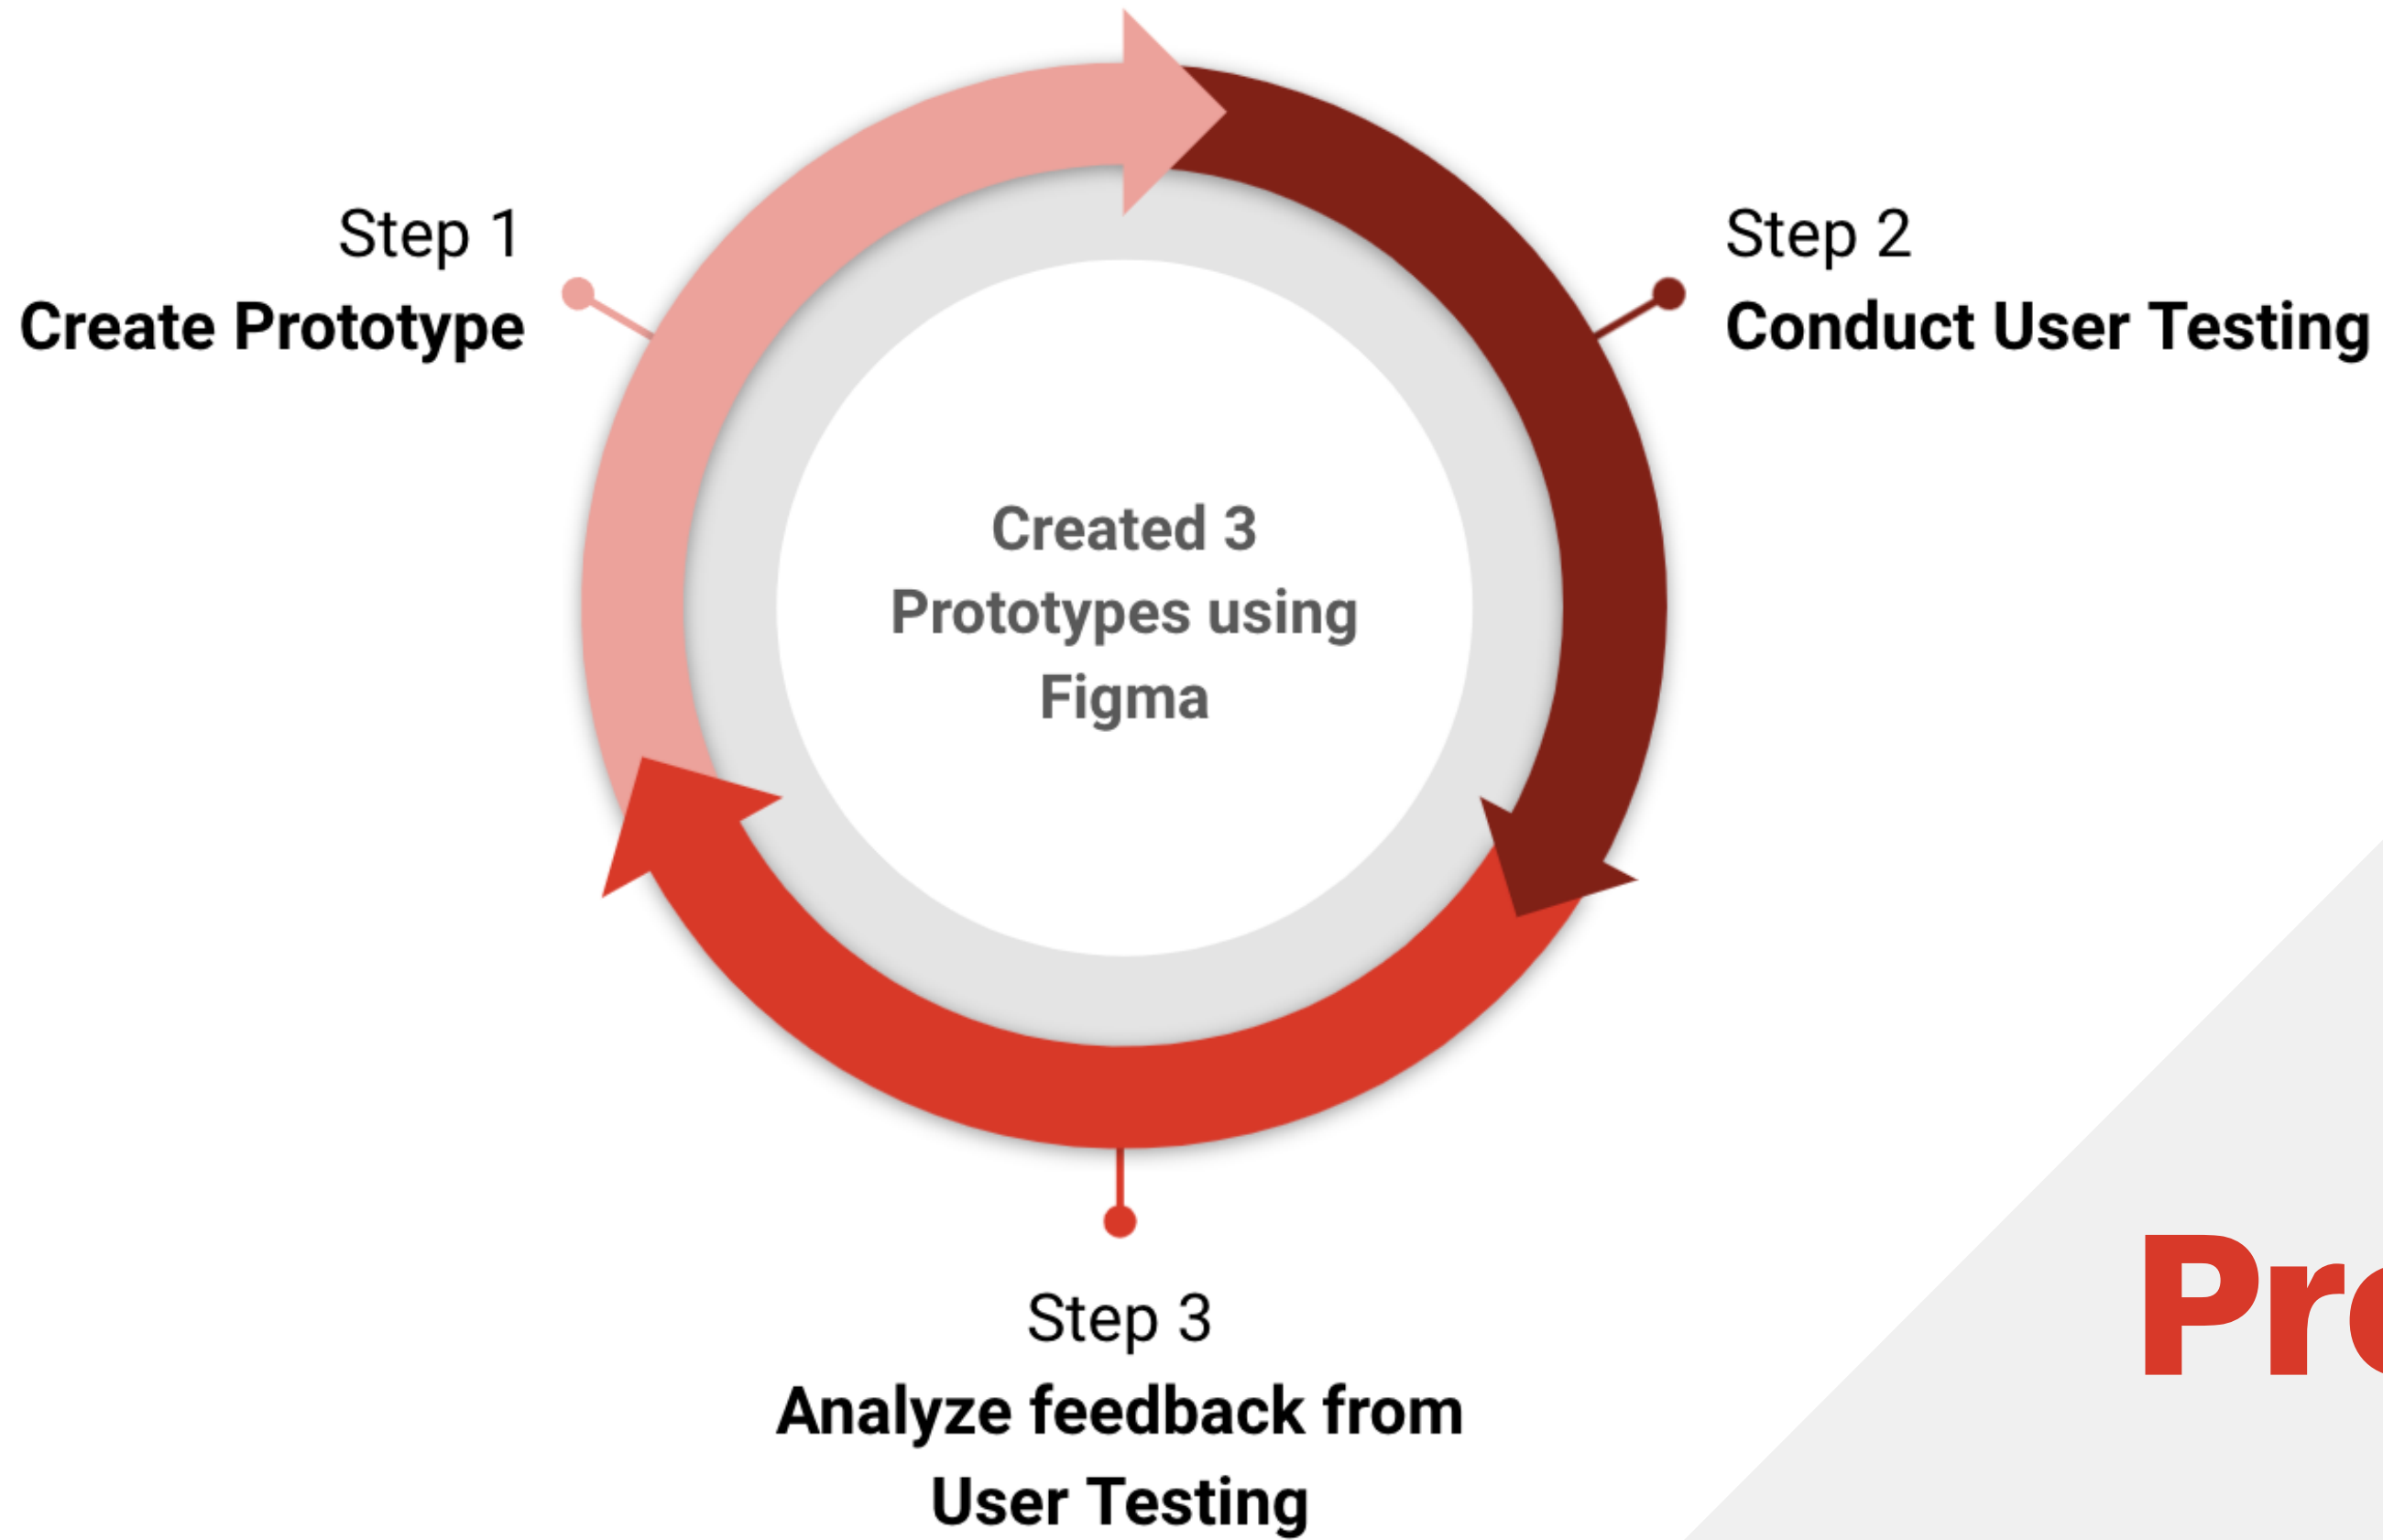 Step 1
Create Prototype
Step 2
Conduct User Testing
Created 3
Prototypes using
Figma
Step 3
Analyze feedback from
User Testing